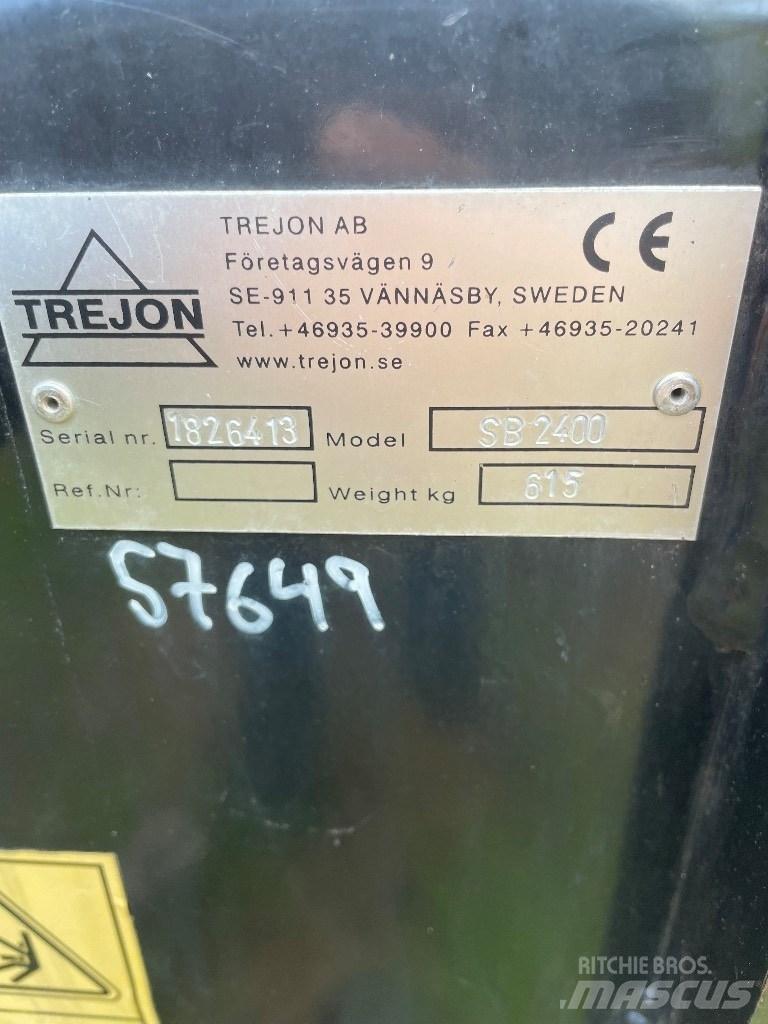 TREJON AB
Företagsvägen 9
SE-911 35 VÄNNÄSBY, SWEDEN
Tel.+46935-39900 Fax +46935-20241
www.trejon.se
CE
TREJON
Serial nr. 1826413 Model SB 2400
Ref.Nr: Weight kg 615
57649
RITCHIE BROS.
MASCUS